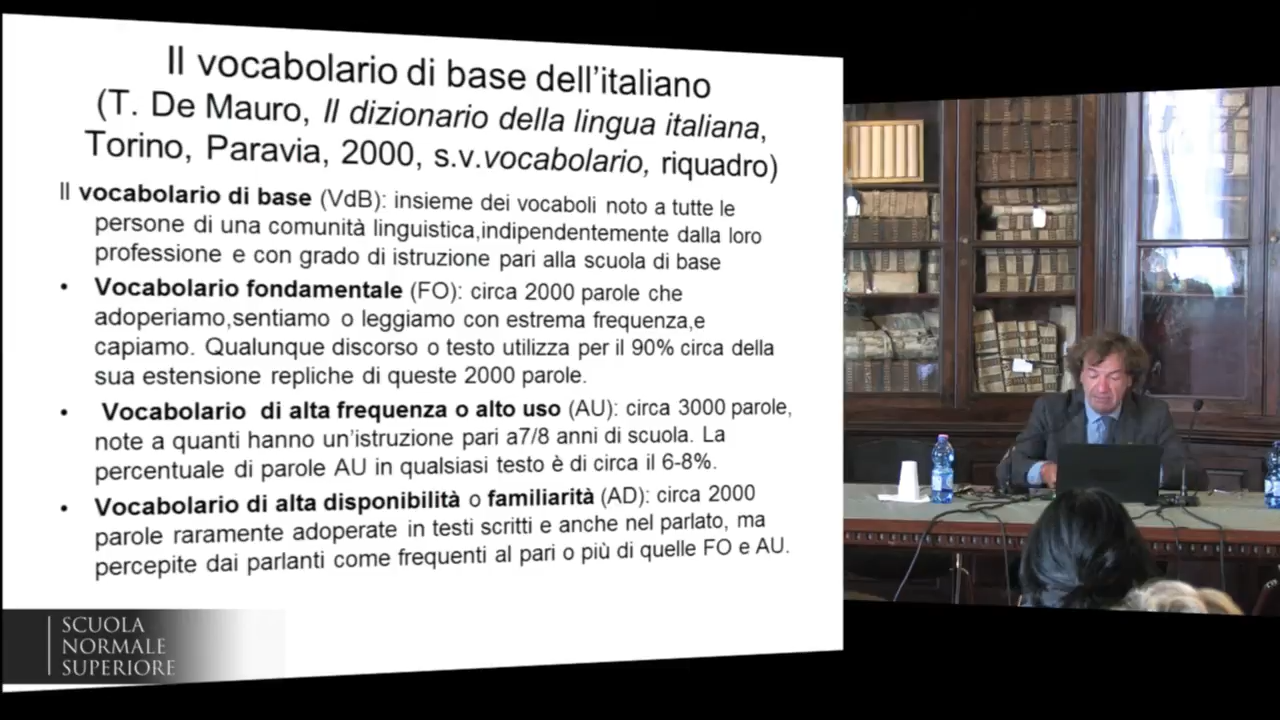 Il vocabolario di base dell’italiano
(T. De Mauro, Il dizionario della lingua italiana,
Torino, Paravia, 2000, s.v.vocabolario, riquadro)
Il vocabolario di base (VdB): insieme dei vocaboli noto a tutte le
persone di una comunità linguistica,indipendentemente dalla loro
professione e con grado di istruzione pari alla scuola di base
• Vocabolario fondamentale (FO): circa 2000 parole che
adoperiamo,sentiamo o leggiamo con estrema frequenza,e
capiamo. Qualunque discorso o testo utilizza per il 90% circa della
sua estensione repliche di queste 2000 parole.
• Vocabolario di alta frequenza o alto uso (AU): circa 3000 parole,
note a quanti hanno un’istruzione pari a7/8 anni di scuola. La
percentuale di parole AU in qualsiasi testo è di circa il 6-8%.
• Vocabolario di alta disponibilità o familiarità (AD): circa 2000
parole raramente adoperate in testi scritti e anche nel parlato, ma
percepite dai parlanti come frequenti al pari o più di quelle FO e AU.
SCUOLA
NORMALE
SUPERIORE